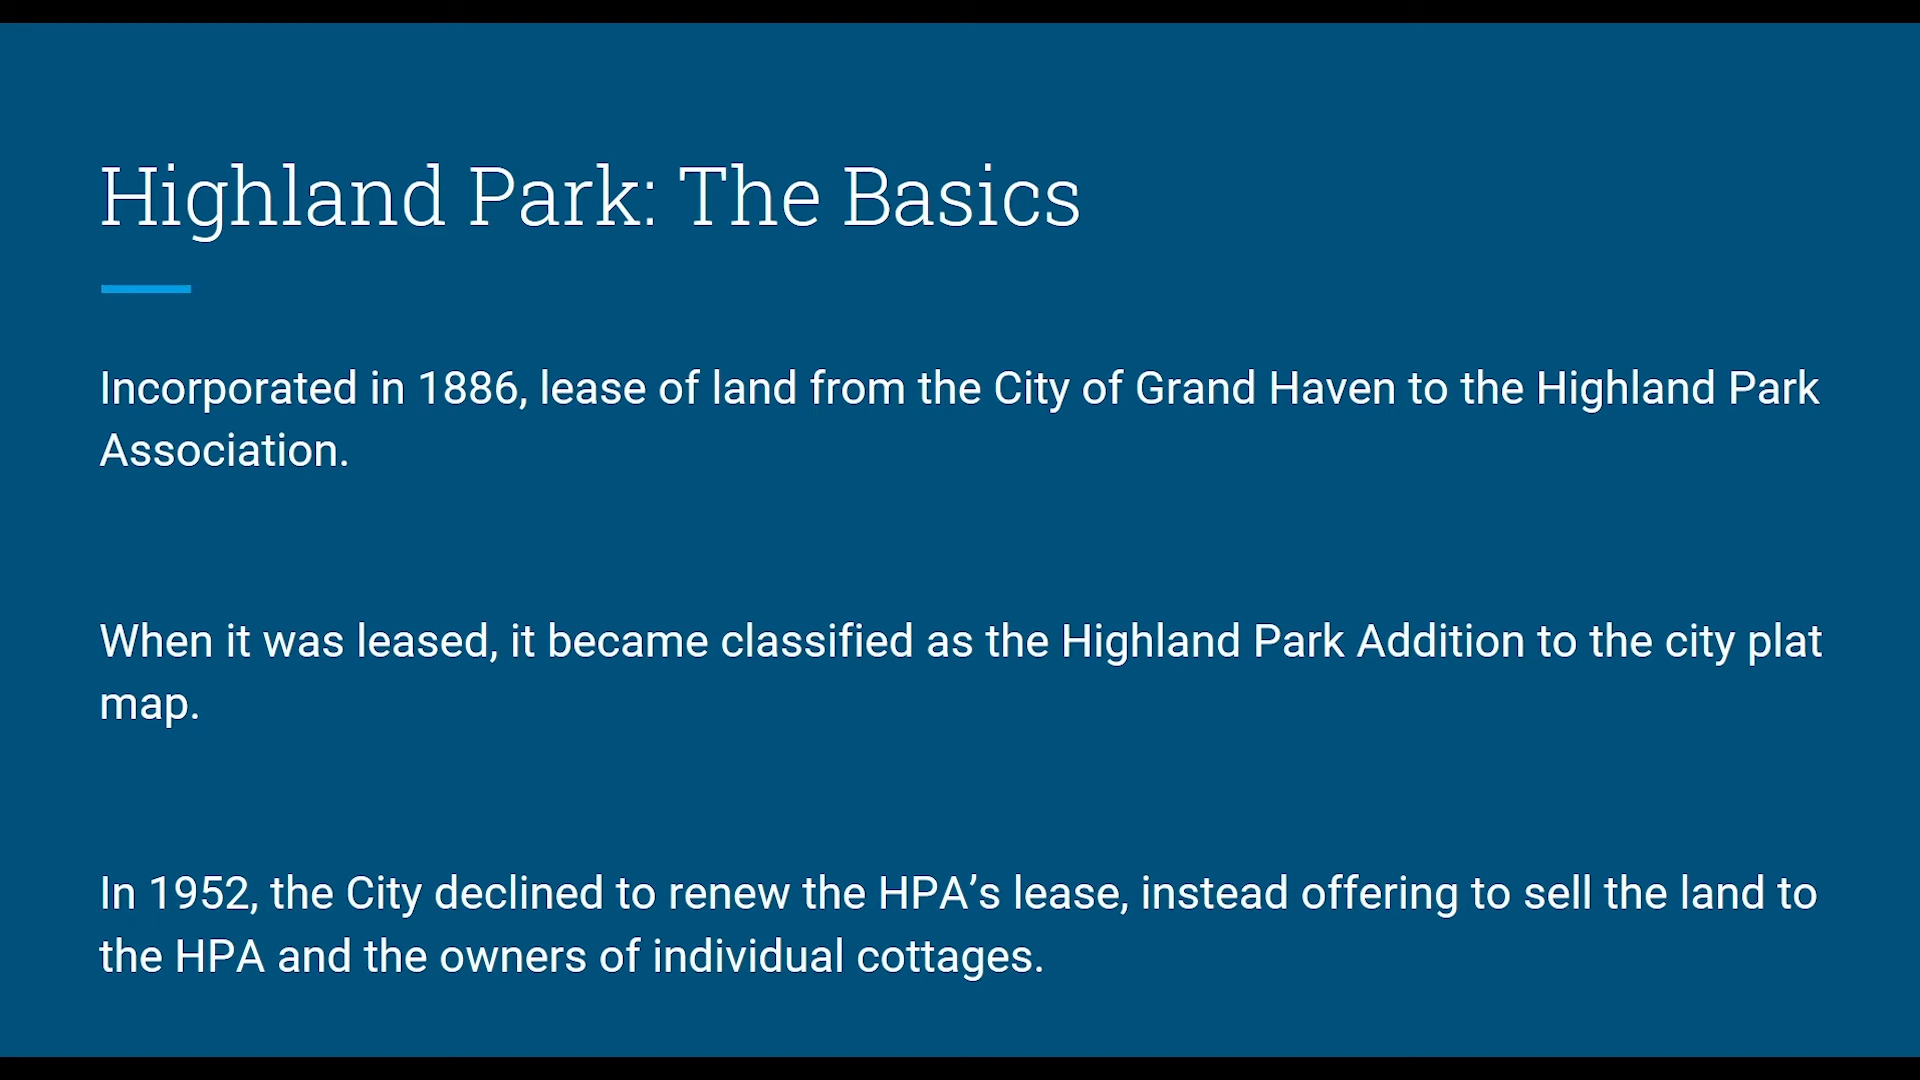 Highland Park: The Basics
Incorporated in 1886, lease of land from the City of Grand Haven to the Highland Park
Association.
When it was leased, it became classified as the Highland Park Addition to the city plat
map.
In 1952, the City declined to renew the HPA’s lease, instead offering to sell the land to
the HPA and the owners of individual cottages.